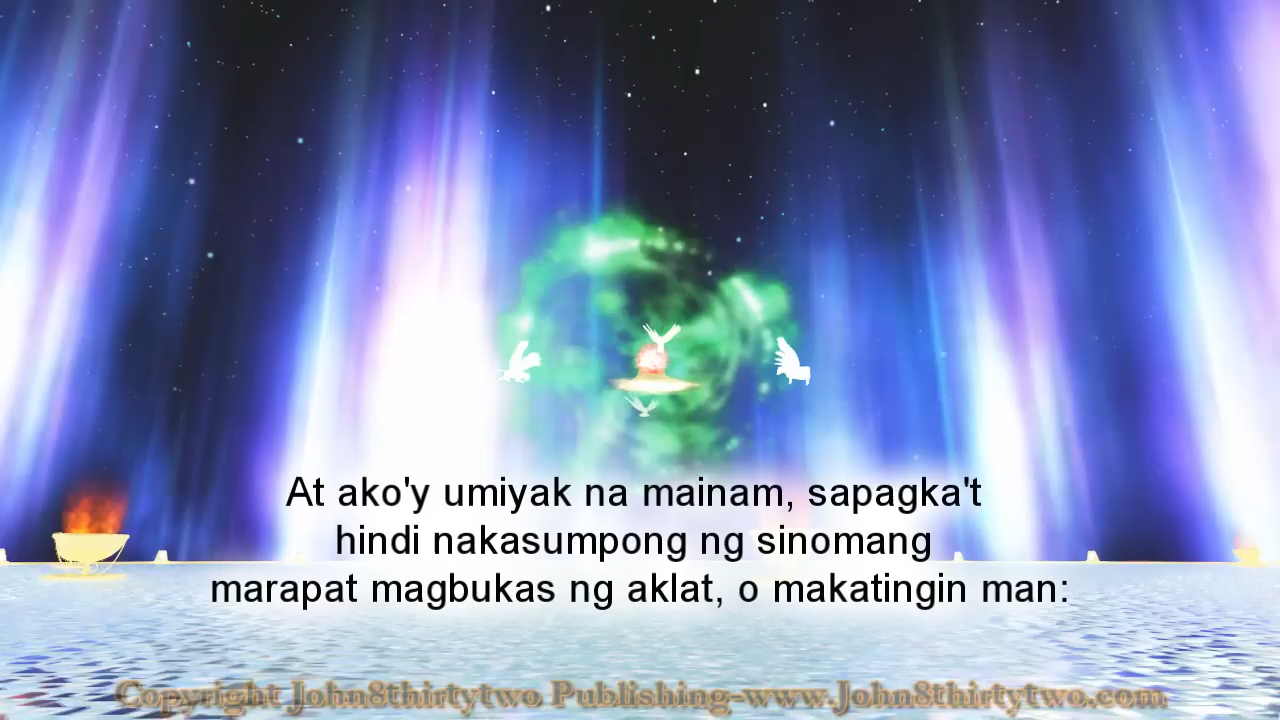 At ako'y umiyak na mainam, sapagka't
hindi nakasumpong ng sinomang
marapat magbukas ng aklat, o makatingin man:
Copyright John8thirtytwo Publishing-www.John8thirtytwo.com